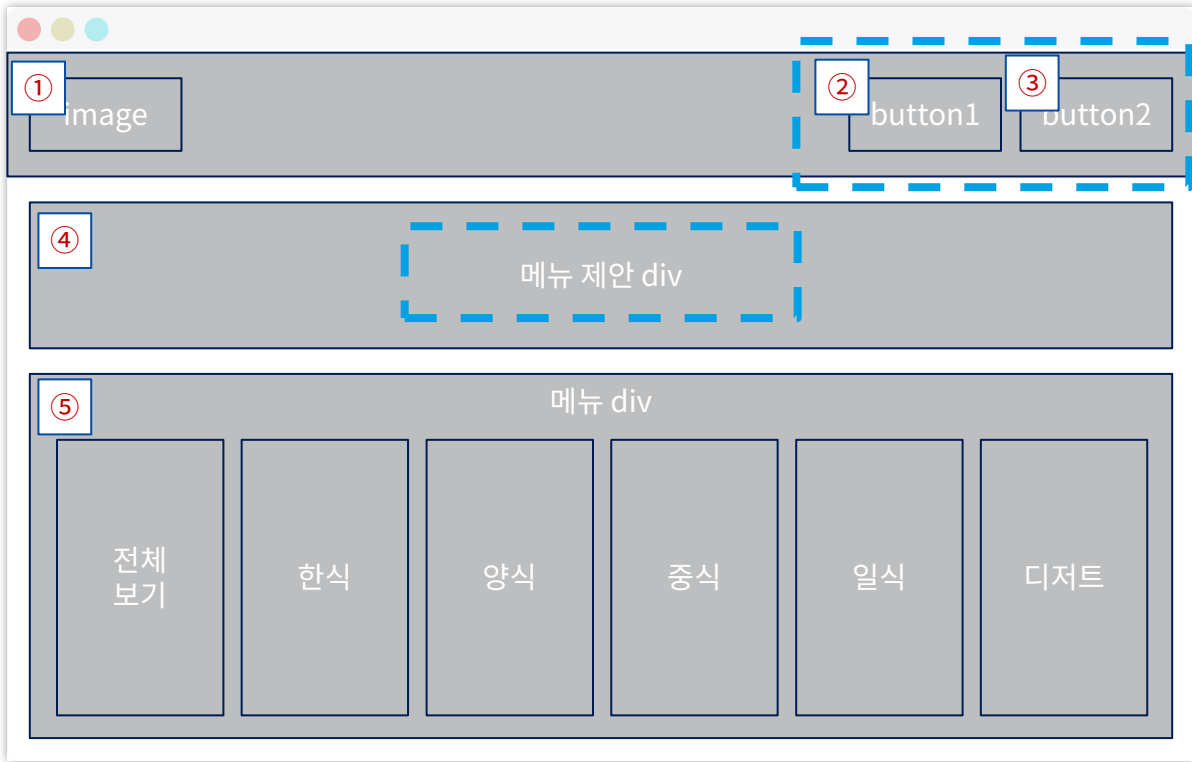 ①
image
②
button1
③
button2
④
메뉴 제안 div
⑤
메뉴 div
전체
보기
한식
양식
중식
일식
디저트